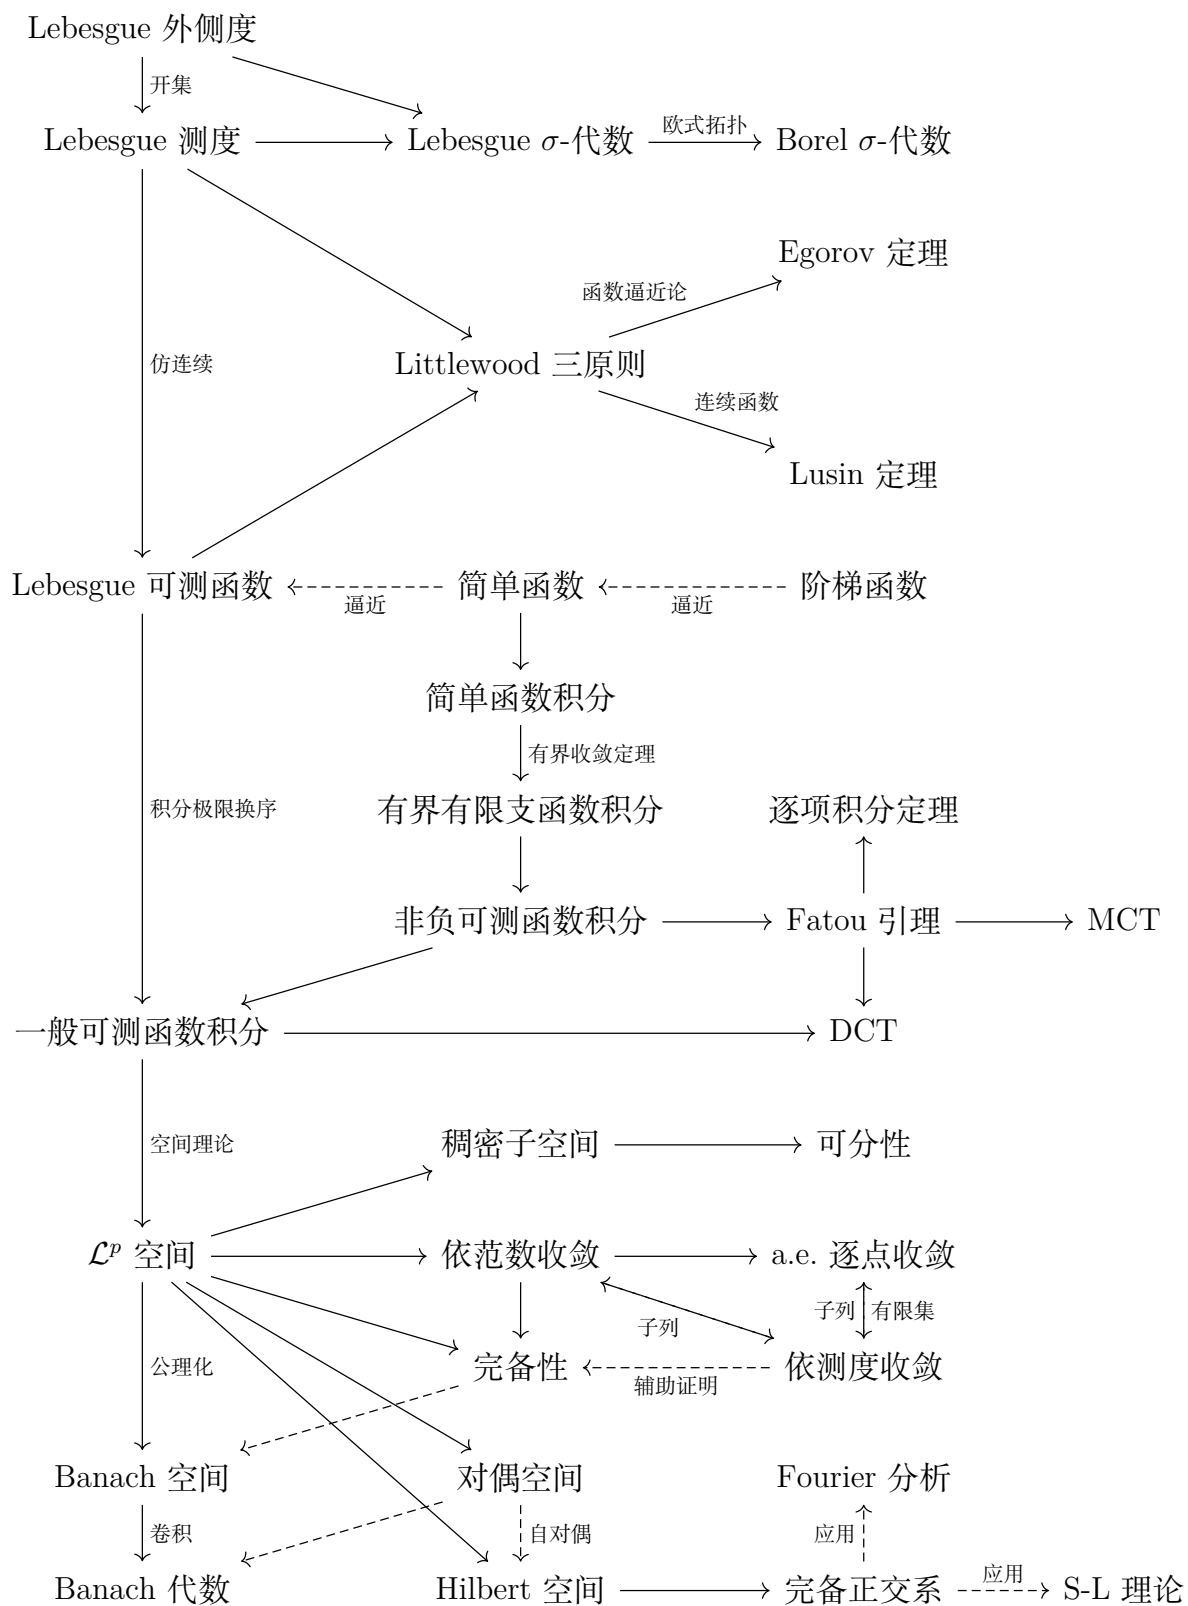 Lebesgue 外侧度
开集
Lebesgue 测度
Lebesgue σ-代数
欧式拓扑
Borel σ-代数
Egorov 定理
函数逼近论
仿连续
Littlewood 三原则
连续函数
Lusin 定理
Lebesgue 可测函数
逼近
简单函数
逼近
阶梯函数
简单函数积分
有界收敛定理
积分极限换序
有界有限支函数积分
逐项积分定理
非负可测函数积分
Fatou 引理
MCT
一般可测函数积分
DCT
空间理论
稠密子空间
可分性
ℒᵖ 空间
依范数收敛
a.e. 逐点收敛
子列
子列
有限集
公理化
完备性
辅助证明
依测度收敛
Banach 空间
对偶空间
Fourier 分析
卷积
自对偶
应用
Banach 代数
Hilbert 空间
完备正交系
应用
S-L 理论